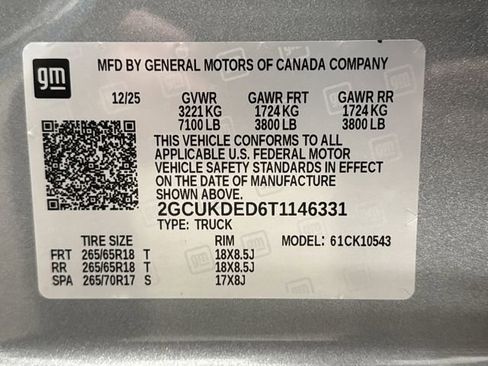 gm
MFD BY GENERAL MOTORS OF CANADA COMPANY
12/25 GVWR GAWR FRT GAWR RR
3221 KG 1724 KG 1724 KG
7100 LB 3800 LB 3800 LB
THIS VEHICLE CONFORMS TO ALL
APPLICABLE U.S. FEDERAL MOTOR
VEHICLE SAFETY STANDARDS IN EFFECT
ON THE DATE OF MANUFACTURE
SHOWN ABOVE.
2GCUKDED6T1146331
TYPE: TRUCK
TIRE SIZE RIM MODEL: 61CK10543
FRT 265/65R18 T 18X8.5J
RR 265/65R18 T 18X8.5J
SPA 265/70R17 S 17X8J